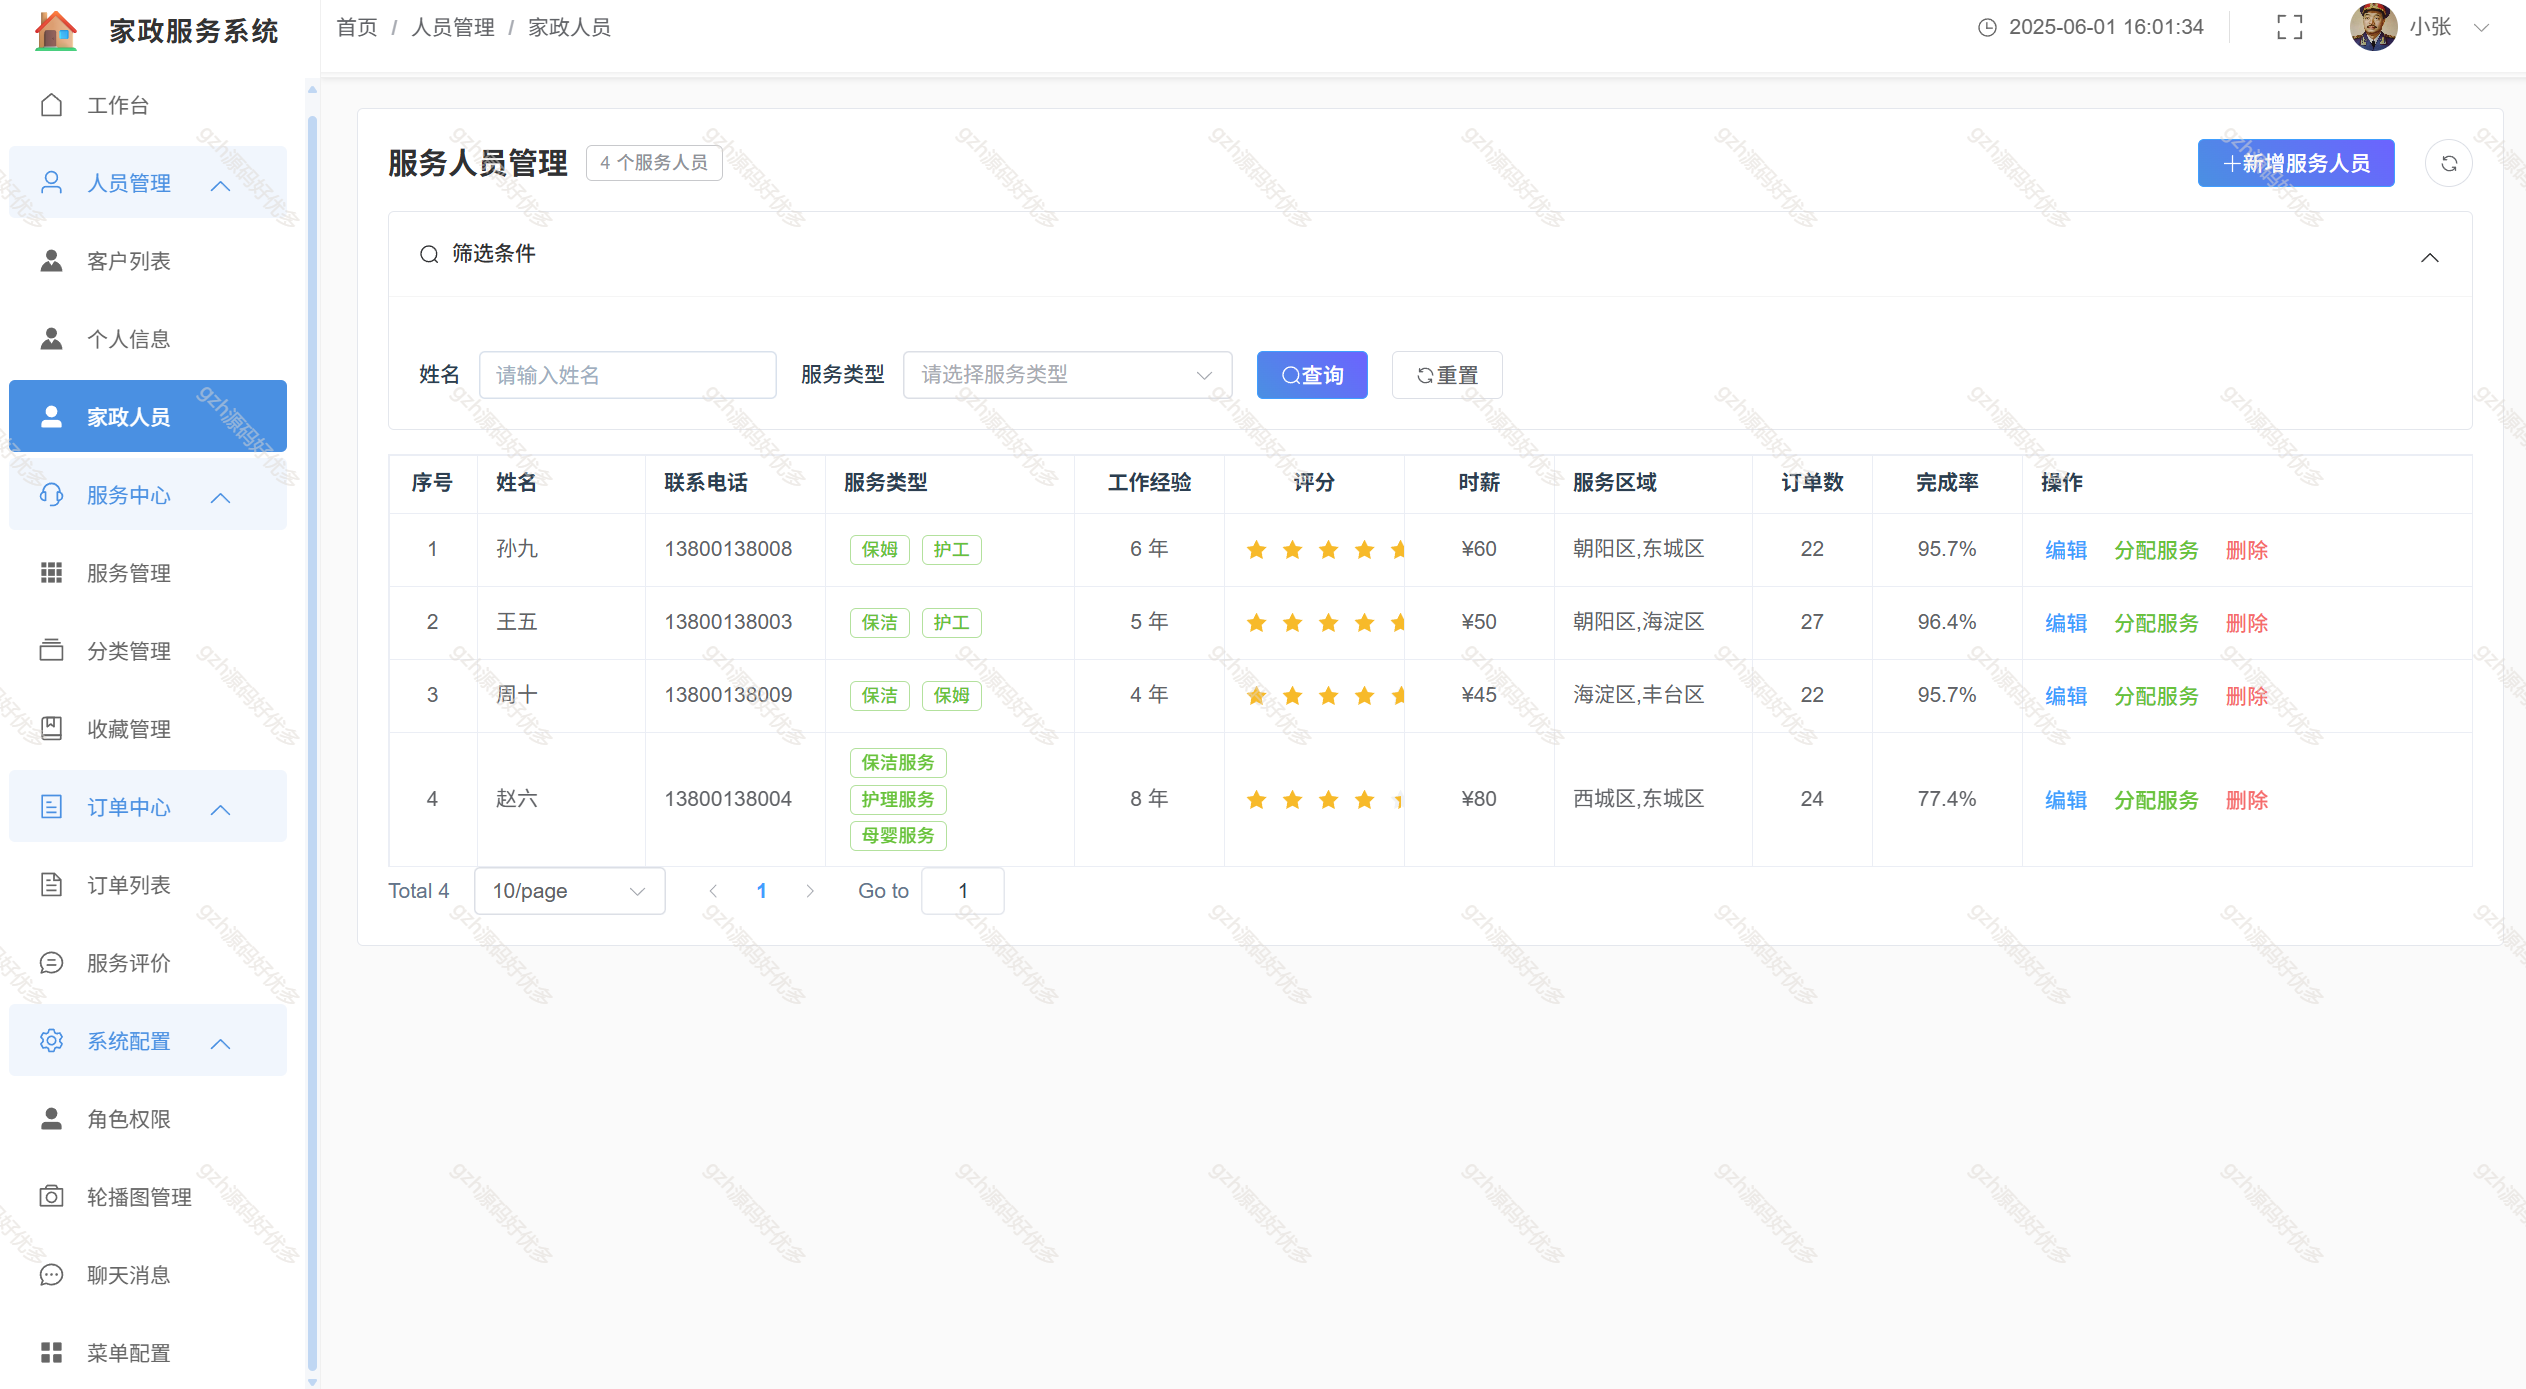 家政服务系统
首页 / 人员管理 / 家政人员
2025-06-01 16:01:34
小张
工作台
人员管理
客户列表
个人信息
家政人员
服务中心
服务管理
分类管理
收藏管理
订单中心
订单列表
服务评价
系统配置
角色权限
轮播图管理
聊天消息
菜单配置
服务人员管理 4 个服务人员
新增服务人员
筛选条件
姓名 请输入姓名 服务类型 请选择服务类型 查询 重置
序号 姓名 联系电话 服务类型 工作经验 评分 时薪 服务区域 订单数 完成率 操作
1 孙九 13800138008 保姆 护工 6 年 ¥60 朝阳区,东城区 22 95.7% 编辑 分配服务 删除
2 王五 13800138003 保洁 护工 5 年 ¥50 朝阳区,海淀区 27 96.4% 编辑 分配服务 删除
3 周十 13800138009 保洁 保姆 4 年 ¥45 海淀区,丰台区 22 95.7% 编辑 分配服务 删除
4 赵六 13800138004 保洁服务 护理服务 母婴服务 8 年 ¥80 西城区,东城区 24 77.4% 编辑 分配服务 删除
Total 4 10/page 1 Go to 1
gzh源码好优多